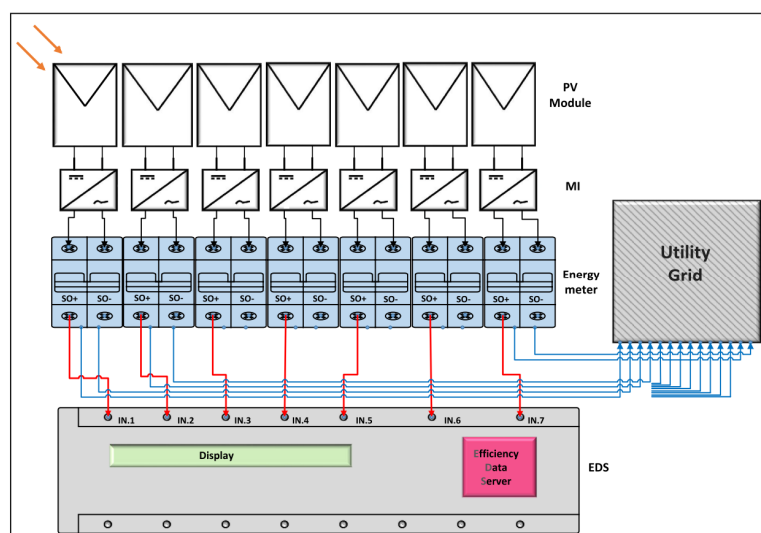 PV
Module
MI
Utility
Grid
Energy
meter
SO+ SO- SO+ SO- SO+ SO- SO+ SO- SO+ SO- SO+ SO- SO+ SO-
IN.1 IN.2 IN.3 IN.4 IN.5 IN.6 IN.7
Display
Efficiency
Data
Server
EDS